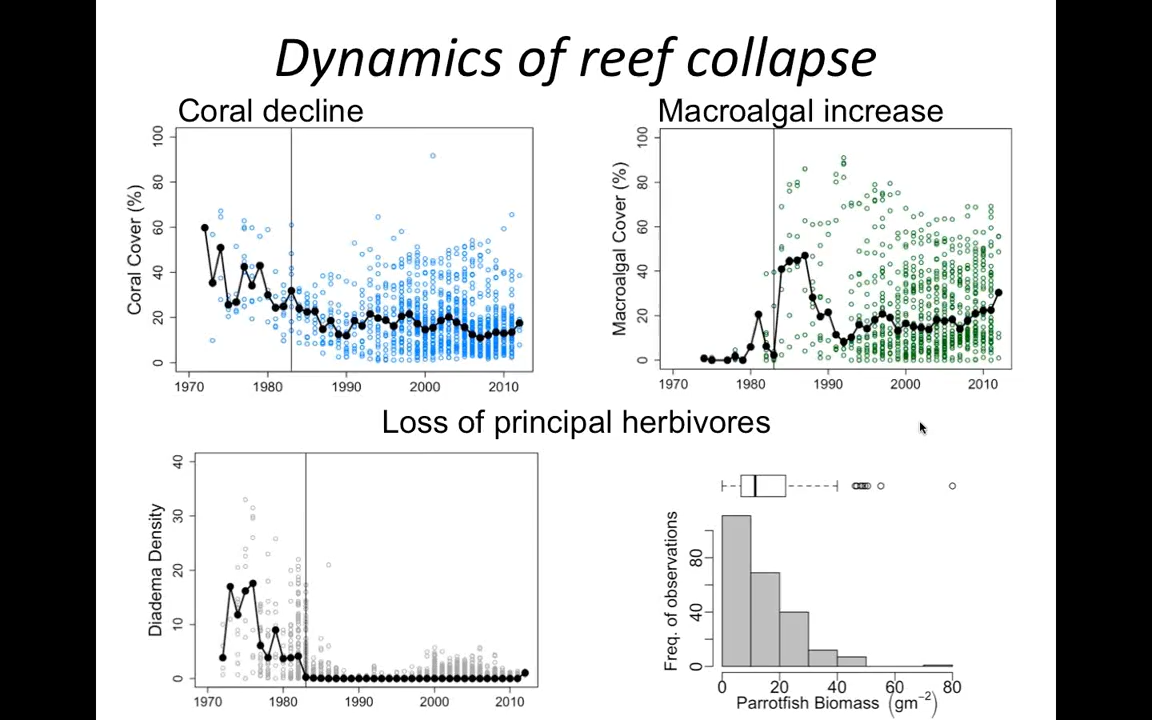 Dynamics of reef collapse
Coral decline
Macroalgal increase
Coral Cover (%)
100
80
60
40
20
0
1970 1980 1990 2000 2010
Macroalgal Cover (%)
100
80
60
40
20
0
1970 1980 1990 2000 2010
Loss of principal herbivores
Diadema Density
40
30
20
10
0
1970 1980 1990 2000 2010
Freq. of observations
80
40
0
0 20 40 60 80
Parrotfish Biomass (gm⁻²)